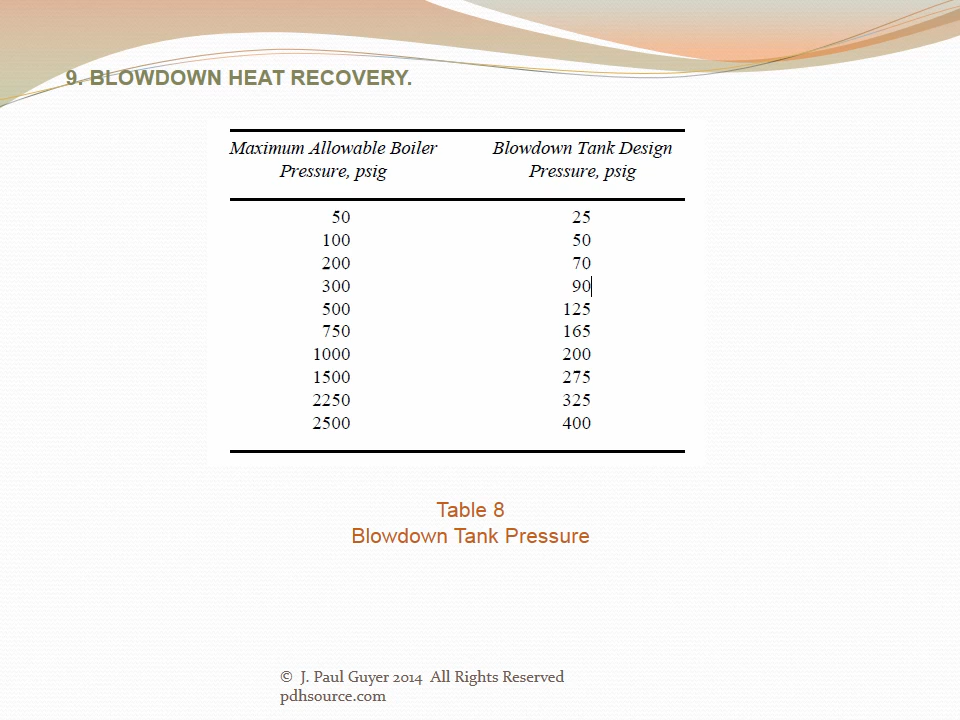 9. BLOWDOWN HEAT RECOVERY.
Maximum Allowable Boiler Blowdown Tank Design
Pressure, psig Pressure, psig
50 25
100 50
200 70
300 90
500 125
750 165
1000 200
1500 275
2250 325
2500 400
Table 8
Blowdown Tank Pressure
© J. Paul Guyer 2014 All Rights Reserved
pdhsource.com